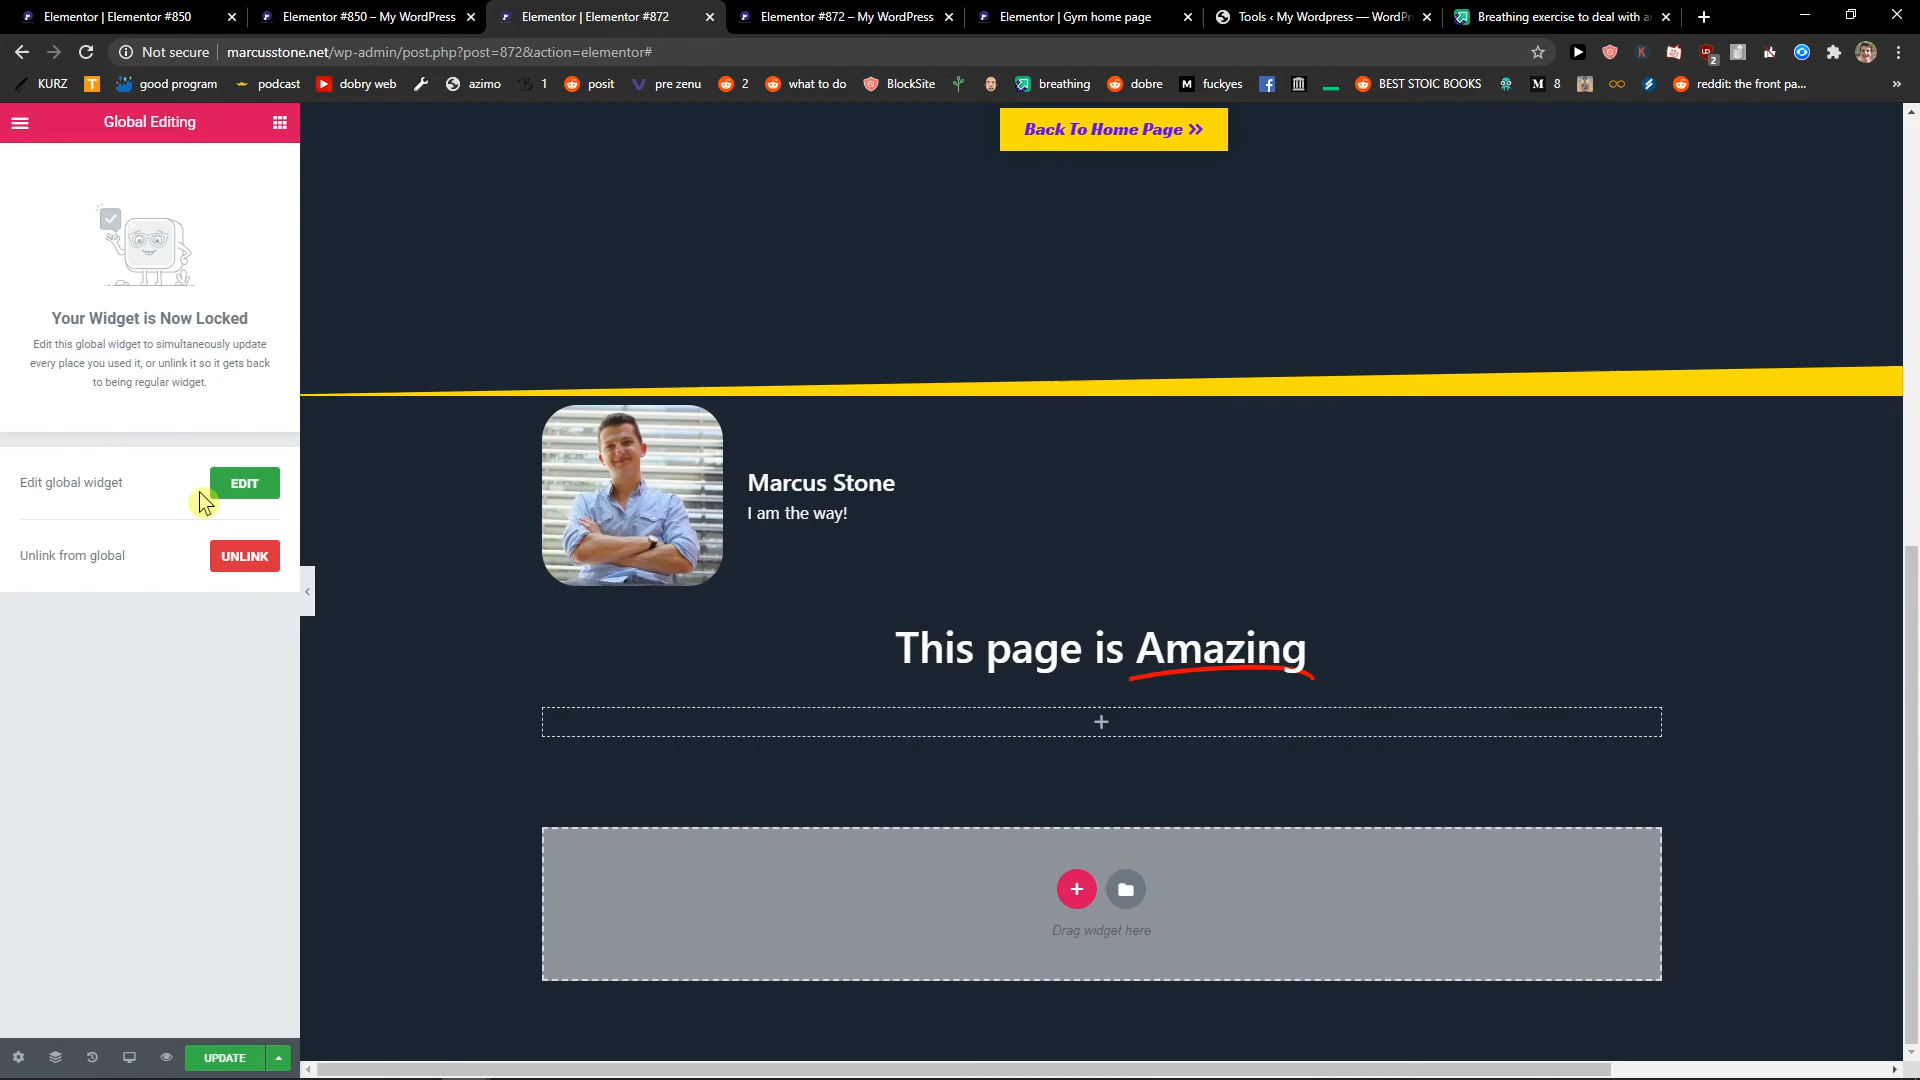 Elementor | Elementor #850
Elementor #850 – My WordPress
Elementor | Elementor #872
Elementor #872 – My WordPress
Elementor | Gym home page
Tools ‹ My Wordpress — WordPr
Breathing exercise to deal with a
Not secure
marcusstone.net/wp-admin/post.php?post=872&action=elementor#
2
KURZ
good program
podcast
dobry web
azimo
1
posit
pre zenu
2
what to do
BlockSite
breathing
dobre
fuckyes
BEST STOIC BOOKS
8
reddit: the front pa...
Global Editing
Back To Home Page
Your Widget is Now Locked
Edit this global widget to simultaneously update
every place you used it, or unlink it so it gets back
to being regular widget.
Edit global widget
EDIT
Unlink from global
UNLINK
Marcus Stone
I am the way!
This page is Amazing
Drag widget here
UPDATE